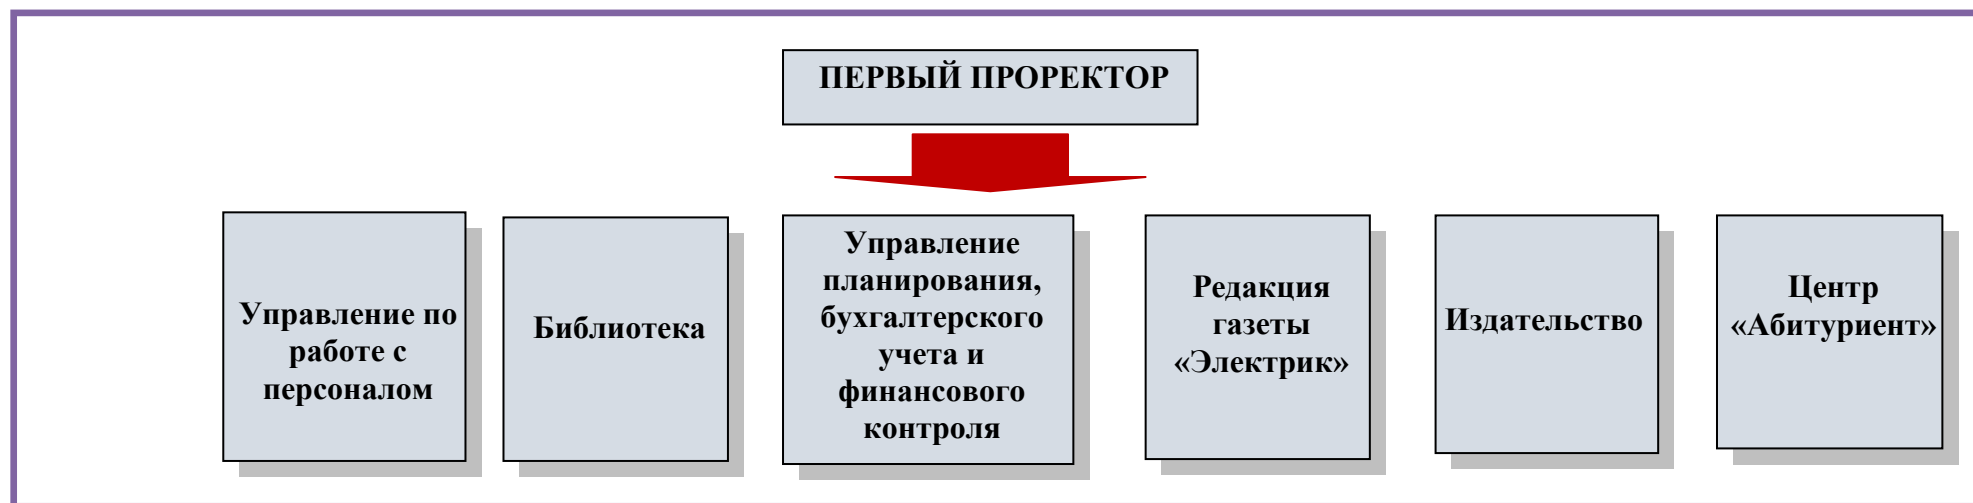 ПЕРВЫЙ ПРОРЕКТОР
Управление по
работе с
персоналом
Библиотека
Управление
планирования,
бухгалтерского
учета и
финансового
контроля
Редакция
газеты
«Электрик»
Издательство
Центр
«Абитуриент»